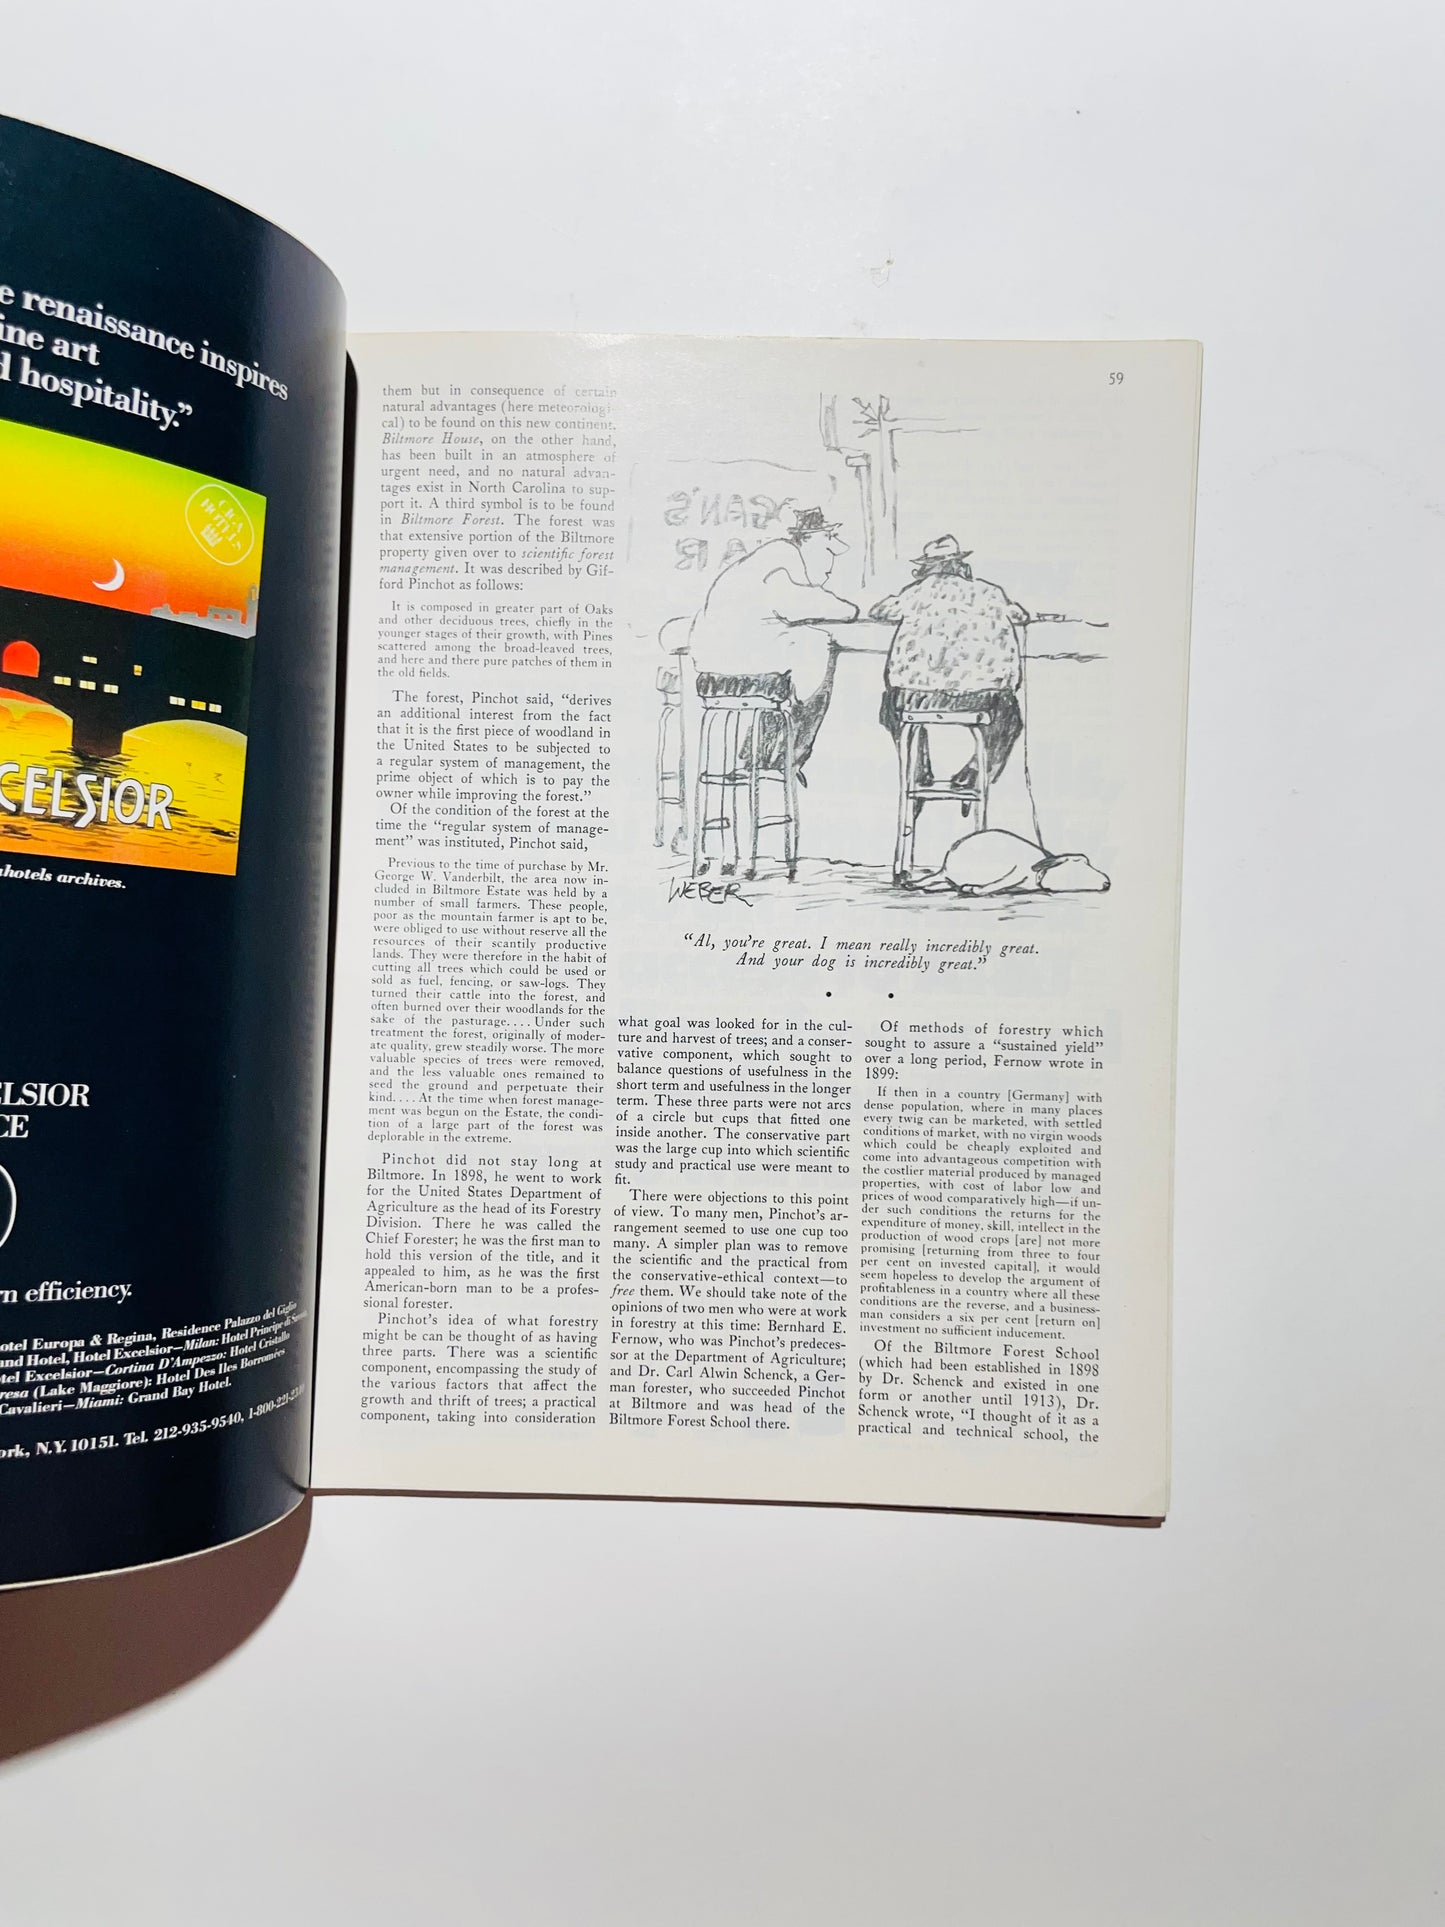 e renaissance inspires
ine art
d hospitality.”
CIGA
HOTELS
CELSIOR
hotels archives.
ELSIOR
CE
rn efficiency.
otel Europa & Regina, Residence Palazzo del Giglio
and Hotel, Hotel Excelsior—Milan: Hotel Principe di Savoia,
tel Excelsior—Cortina D'Ampezzo: Hotel Cristallo
resa (Lake Maggiore): Hotel Des Iles Borromées
Cavalieri—Miami: Grand Bay Hotel.
ork, N.Y. 10151. Tel. 212-935-9540, 1-800-221-2340
59
them but in consequence of certain
natural advantages (here meteorologi-
cal) to be found on this new continent.
Biltmore House, on the other hand,
has been built in an atmosphere of
urgent need, and no natural advan-
tages exist in North Carolina to sup-
port it. A third symbol is to be found
in Biltmore Forest. The forest was
that extensive portion of the Biltmore
property given over to scientific forest
management. It was described by Gif-
ford Pinchot as follows:
It is composed in greater part of Oaks
and other deciduous trees, chiefly in the
younger stages of their growth, with Pines
scattered among the broad-leaved trees,
and here and there pure patches of them in
the old fields.
The forest, Pinchot said, “derives
an additional interest from the fact
that it is the first piece of woodland in
the United States to be subjected to
a regular system of management, the
prime object of which is to pay the
owner while improving the forest.”
Of the condition of the forest at the
time the “regular system of manage-
ment” was instituted, Pinchot said,
Previous to the time of purchase by Mr.
George W. Vanderbilt, the area now in-
cluded in Biltmore Estate was held by a
number of small farmers. These people,
poor as the mountain farmer is apt to be,
were obliged to use without reserve all the
resources of their scantily productive
lands. They were therefore in the habit of
cutting all trees which could be used or
sold as fuel, fencing, or saw-logs. They
turned their cattle into the forest, and
often burned over their woodlands for the
sake of the pasturage.... Under such
treatment the forest, originally of moder-
ate quality, grew steadily worse. The more
valuable species of trees were removed,
and the less valuable ones remained to
seed the ground and perpetuate their
kind.... At the time when forest manage-
ment was begun on the Estate, the condi-
tion of a large part of the forest was
deplorable in the extreme.
Pinchot did not stay long at
Biltmore. In 1898, he went to work
for the United States Department of
Agriculture as the head of its Forestry
Division. There he was called the
Chief Forester; he was the first man to
hold this version of the title, and it
appealed to him, as he was the first
American-born man to be a profes-
sional forester.
Pinchot's idea of what forestry
might be can be thought of as having
three parts. There was a scientific
component, encompassing the study of
the various factors that affect the
growth and thrift of trees; a practical
component, taking into consideration
GAN'S
AR
WEBER
“Al, you're great. I mean really incredibly great.
And your dog is incredibly great.”
what goal was looked for in the cul-
ture and harvest of trees; and a conser-
vative component, which sought to
balance questions of usefulness in the
short term and usefulness in the longer
term. These three parts were not arcs
of a circle but cups that fitted one
inside another. The conservative part
was the large cup into which scientific
study and practical use were meant to
fit.
There were objections to this point
of view. To many men, Pinchot's ar-
rangement seemed to use one cup too
many. A simpler plan was to remove
the scientific and the practical from
the conservative-ethical context—to
free them. We should take note of the
opinions of two men who were at work
in forestry at this time: Bernhard E.
Fernow, who was Pinchot's predeces-
sor at the Department of Agriculture;
and Dr. Carl Alwin Schenck, a Ger-
man forester, who succeeded Pinchot
at Biltmore and was head of the
Biltmore Forest School there.
Of methods of forestry which
sought to assure a “sustained yield”
over a long period, Fernow wrote in
1899:
If then in a country [Germany] with
dense population, where in many places
every twig can be marketed, with settled
conditions of market, with no virgin woods
which could be cheaply exploited and
come into advantageous competition with
the costlier material produced by managed
properties, with cost of labor low and
prices of wood comparatively high—if un-
der such conditions the returns for the
expenditure of money, skill, intellect in the
production of wood crops [are] not more
promising [returning from three to four
per cent on invested capital], it would
seem hopeless to develop the argument of
profitableness in a country where all these
conditions are the reverse, and a business-
man considers a six per cent [return on]
investment no sufficient inducement.
Of the Biltmore Forest School
(which had been established in 1898
by Dr. Schenck and existed in one
form or another until 1913), Dr.
Schenck wrote, “I thought of it as a
practical and technical school, the